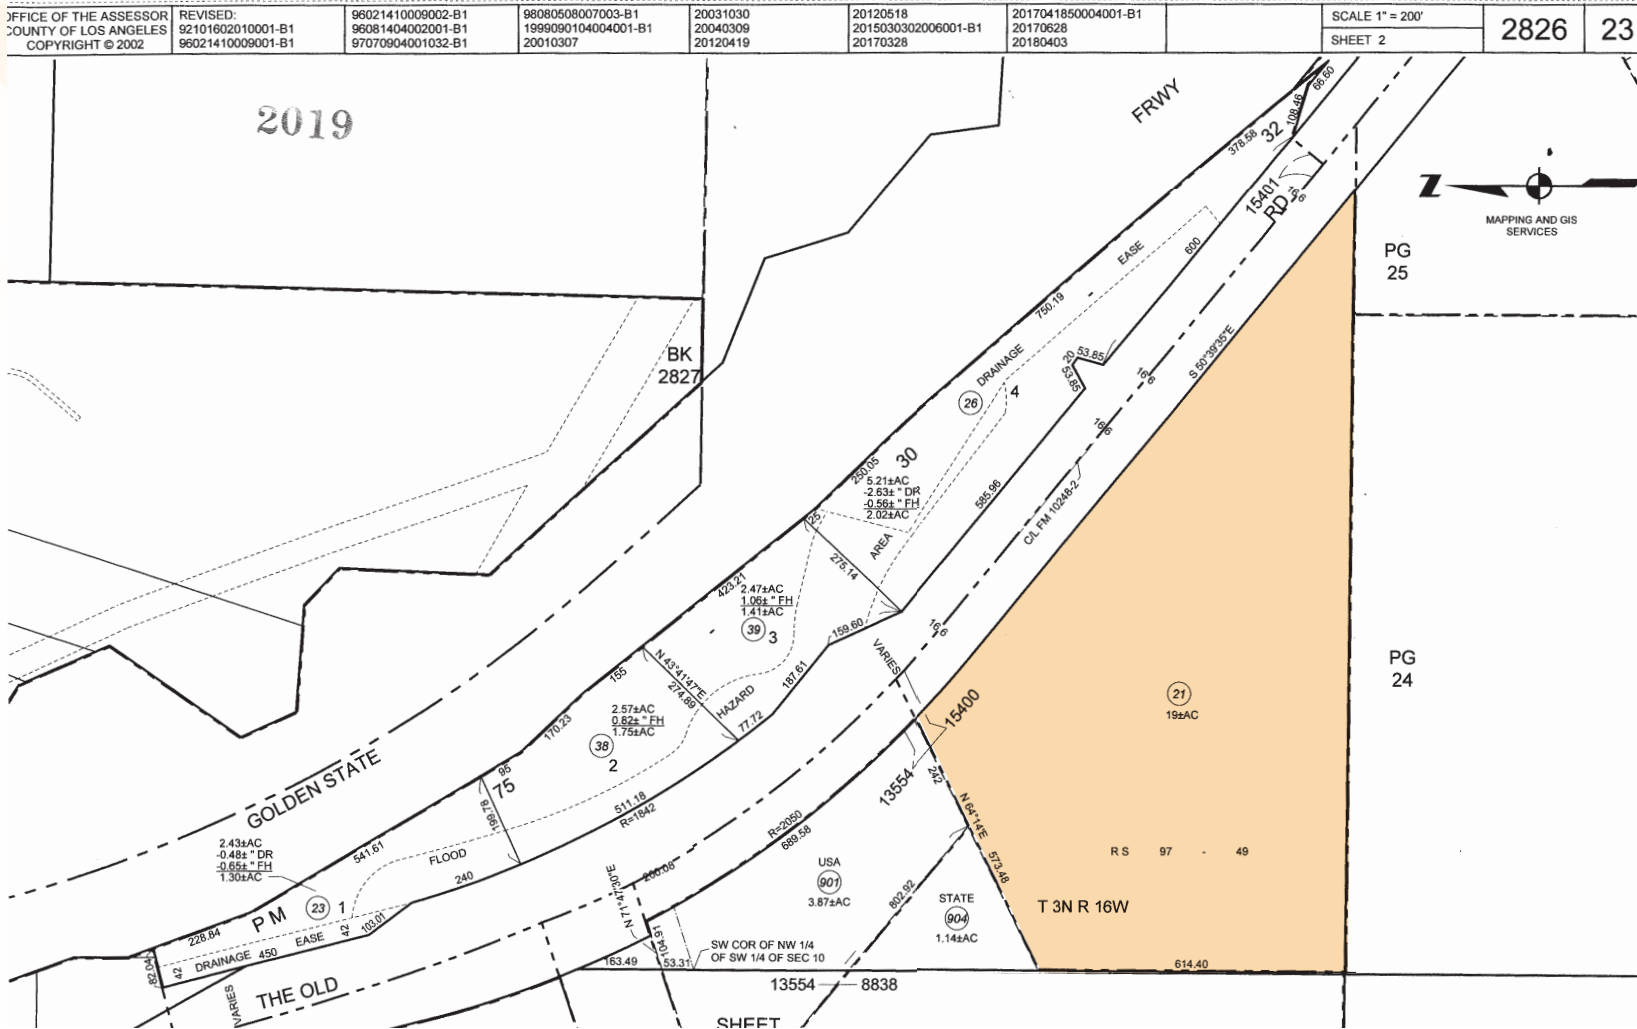 OFFICE OF THE ASSESSOR
COUNTY OF LOS ANGELES
COPYRIGHT © 2002
REVISED:
92101602010001-B1
96021410009001-B1
96021410009002-B1
96081404002001-B1
97070904001032-B1
98080508007003-B1
19990901040040​01-B1
20010307
20031030
20040309
20120419
20120518
2015030302006001-B1
20170328
2017041850004001-B1
20170628
20180403
SCALE 1" = 200'
SHEET 2
2826
23
2019
FRWY
66.60
108.46
32
378.58
15401
RD
16.6
Z
MAPPING AND GIS
SERVICES
PG
25
EASE
600
750.19
BK
2827
DRAINAGE
20
53.85
53.85
S 50°39'35"E
16.6
26
4
16.6
30
250.05
5.21±AC
-2.63± " DR
-0.56± " FH
2.02±AC
585.96
C/L FM 10248-2
25
AREA
275.14
423.21
2.47±AC
1.06± " FH
1.41±AC
39
3
159.60
16.6
VARIES
PG
24
155
N 43°41'47"E
274.89
187.61
HAZARD
77.72
21
19±AC
15400
2.57±AC
0.82± " FH
1.75±AC
170.23
38
2
95
75
199.78
511.18
R=1842
242
13554
N 64°14'E
573.48
GOLDEN STATE
R=2050
689.58
2.43±AC
-0.48± " DR
-0.65± " FH
1.30±AC
541.61
FLOOD
240
RS 97 - 49
USA
901
3.87±AC
N 71°47'30"E
200.08
802.92
STATE
904
1.14±AC
T 3N R 16W
P M
23
1
228.84
42
103.01
EASE
DRAINAGE
450
42
82.04
104.91
SW COR OF NW 1/4
OF SW 1/4 OF SEC 10
163.49
53.31
614.40
13554
8838
VARIES
THE OLD
SHEET